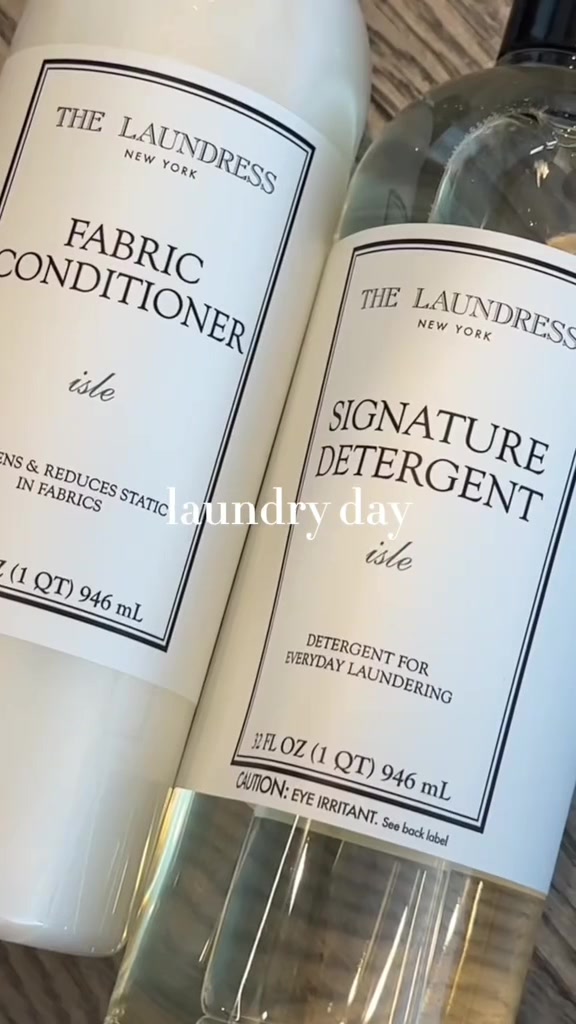 THE LAUNDRESS
NEW YORK
FABRIC
CONDITIONER
isle
& REDUCES STATIC
IN FABRICS
(1 QT) 946 mL
THE LAUNDRESS
NEW YORK
SIGNATURE
DETERGENT
isle
DETERGENT FOR
EVERYDAY LAUNDERING
32 FL OZ (1 QT) 946 mL
CAUTION: EYE IRRITANT. See back label
laundry day